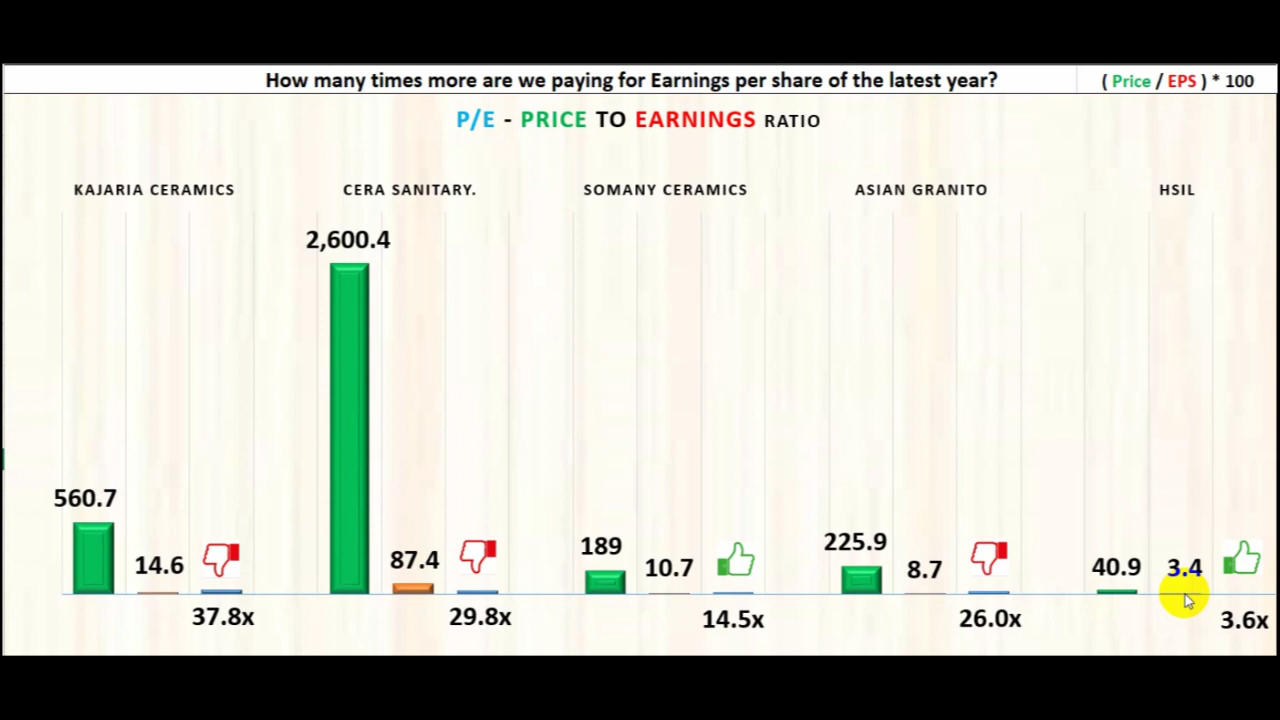 How many times more are we paying for Earnings per share of the latest year?
( Price / EPS ) * 100
P/E - PRICE TO EARNINGS RATIO
KAJARIA CERAMICS
CERA SANITARY.
SOMANY CERAMICS
ASIAN GRANITO
HSIL
560.7
14.6
37.8x
2,600.4
87.4
29.8x
189
10.7
14.5x
225.9
8.7
26.0x
40.9
3.4
3.6x